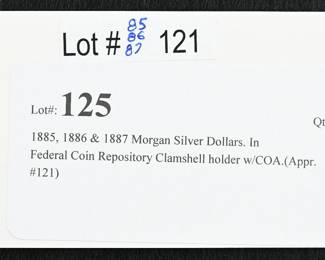 85
86
Lot # 87 121
Lot#: 125
Qt
1885, 1886 & 1887 Morgan Silver Dollars. In
Federal Coin Repository Clamshell holder w/COA.(Appr.
#121)